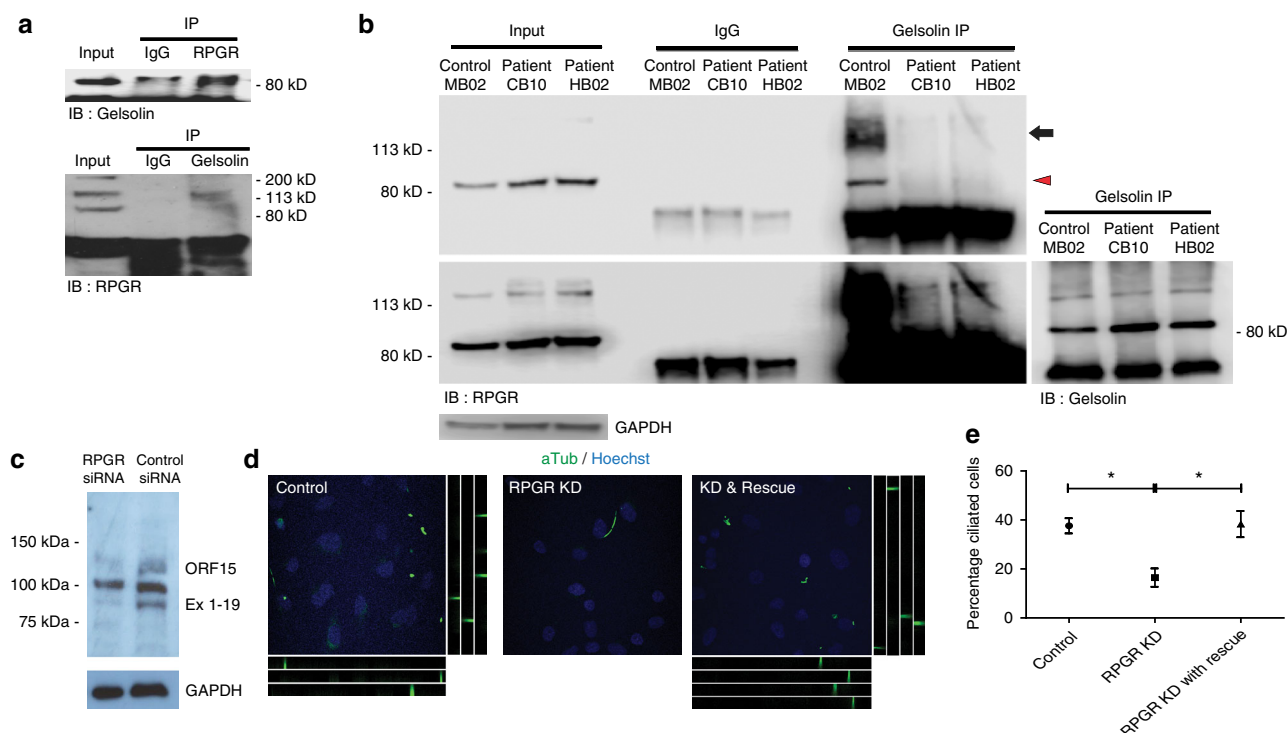 a
IP
Input IgG RPGR
- 80 kD
IB : Gelsolin
IP
Input IgG Gelsolin
- 200 kD
- 113 kD
- 80 kD
IB : RPGR
b
Input IgG Gelsolin IP
Control MB02 Patient CB10 Patient HB02 Control MB02 Patient CB10 Patient HB02 Control MB02 Patient CB10 Patient HB02
113 kD -
80 kD -
113 kD -
80 kD -
IB : RPGR
GAPDH
Gelsolin IP
Control MB02 Patient CB10 Patient HB02
- 80 kD
IB : Gelsolin
c
RPGR siRNA Control siRNA
150 kDa -
100 kDa -
75 kDa -
ORF15
Ex 1-19
GAPDH
d
aTub / Hoechst
Control RPGR KD KD & Rescue
e
Percentage ciliated cells
60
40
20
0
* *
Control
RPGR KD
RPGR KD with rescue